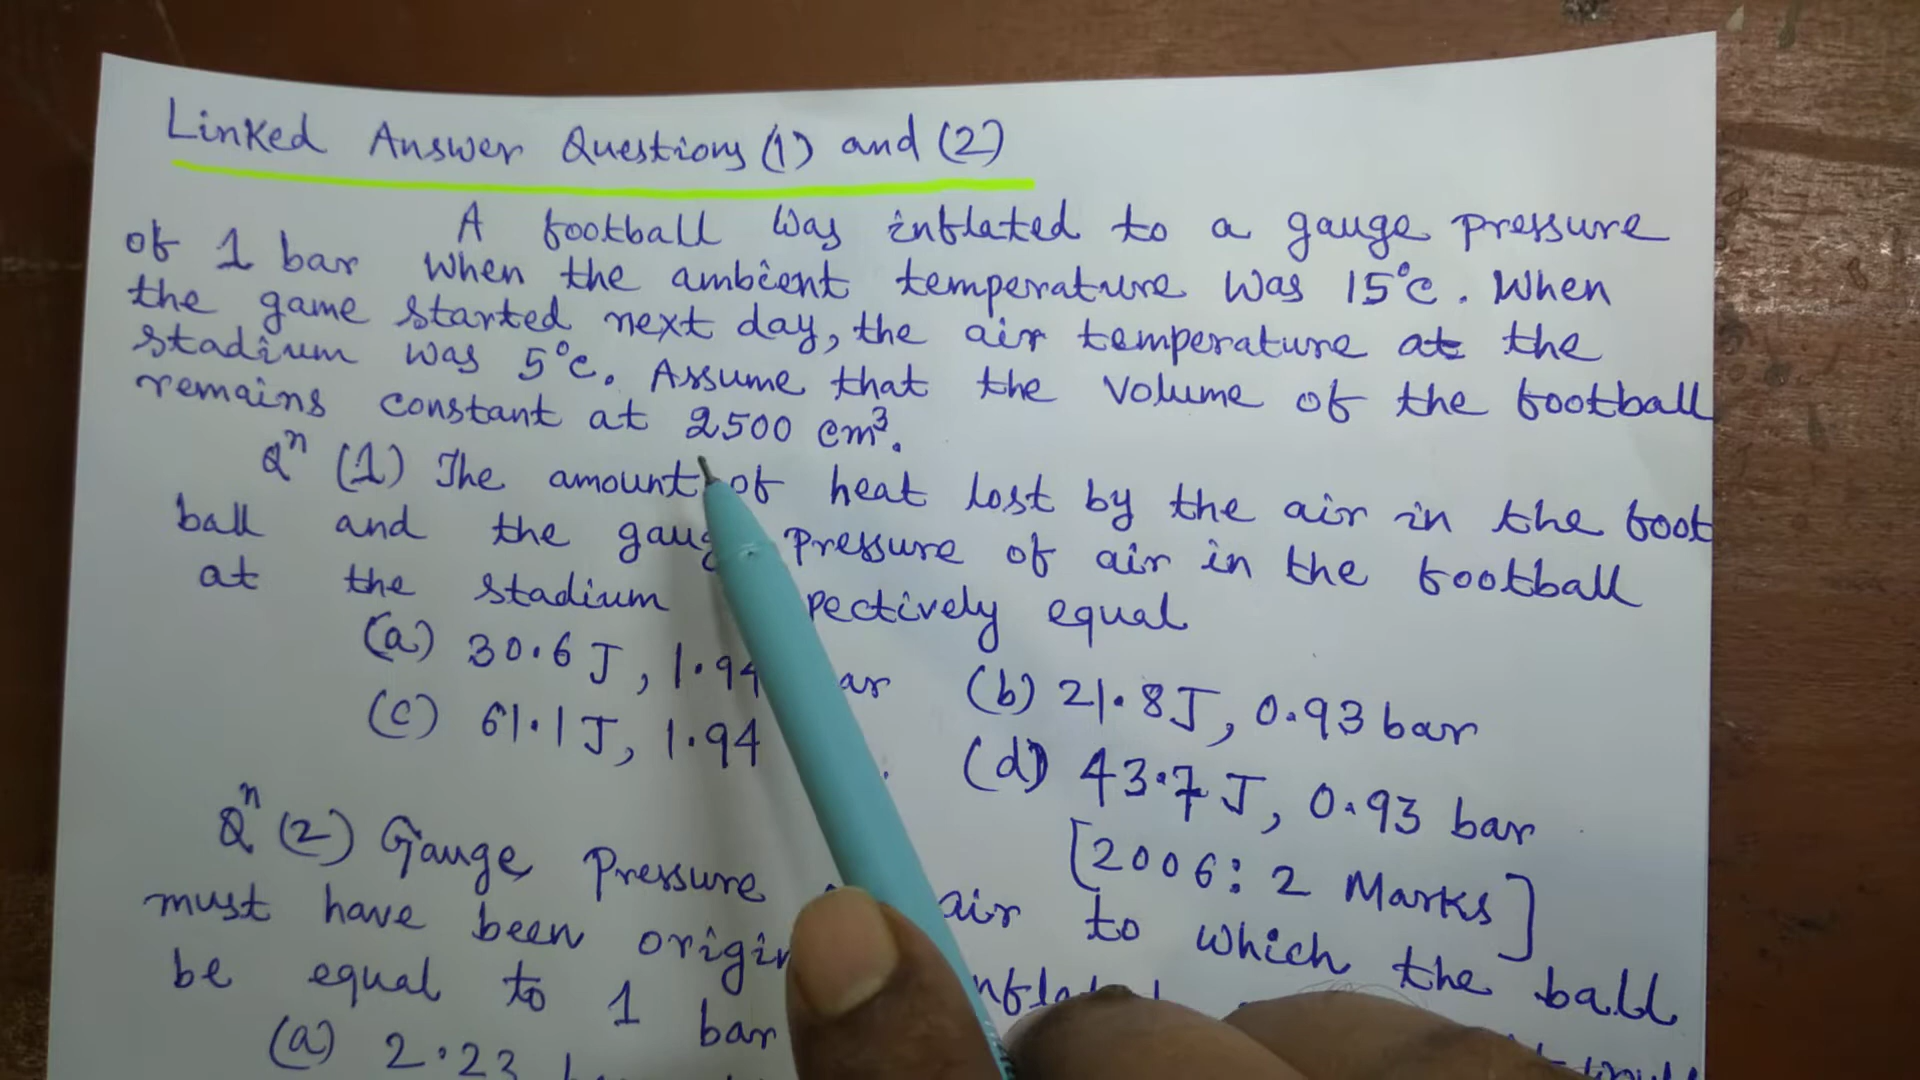 Linked Answer Questions (1) and (2)
A football was inflated to a gauge pressure
of 1 bar when the ambient temperature was 15°c. When
the game started next day, the air temperature at the
stadium was 5°c. Assume that the volume of the football
remains constant at 2500 cm³.
Qⁿ (1) The amount of heat lost by the air in the foot
ball and the pressure of air in the football
at the stadium pectively equal
(a) 30.6 J, 1.94 ar (b) 21.8 J, 0.93 bar
(c) 61.1 J, 1.94 (d) 43.7 J, 0.93 bar
[2006: 2 Marks]
Qⁿ (2) Gauge pressure air to which the ball
must have been
be equal to 1 bar
(a) 2.23